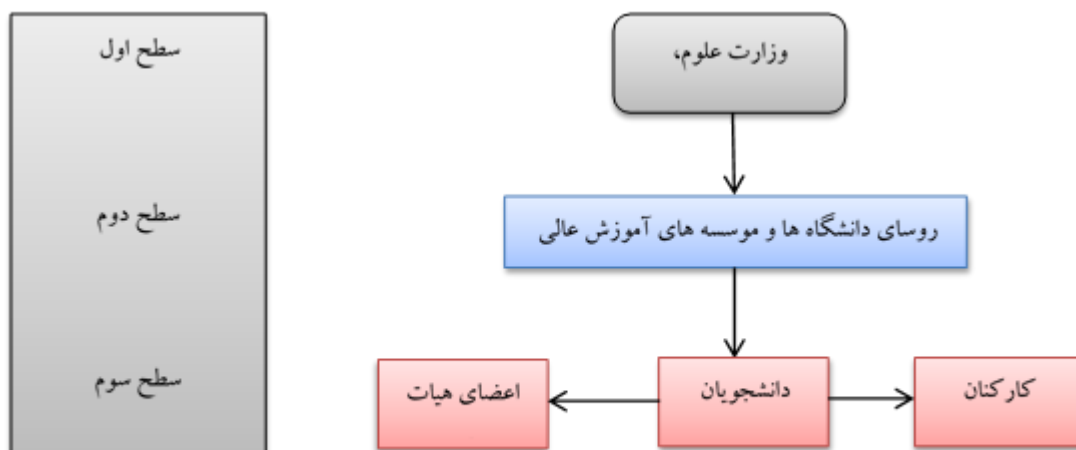 سطح اول
وزارت علوم،
سطح دوم
روسای دانشگاه ها و موسسه های آموزش عالی
سطح سوم
کارکنان
دانشجویان
اعضای هیات